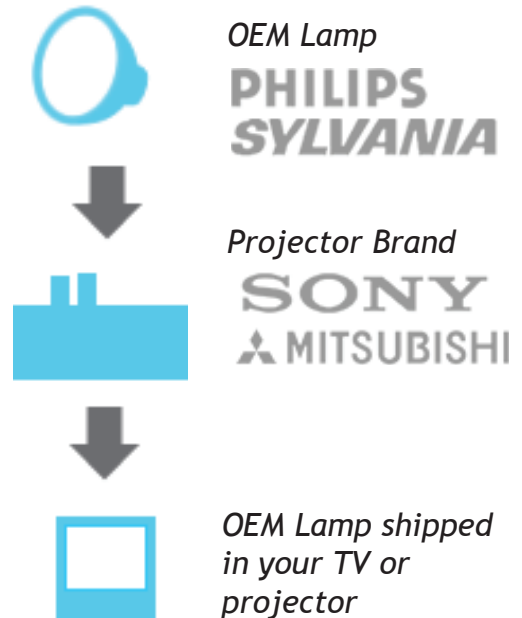 OEM Lamp
PHILIPS
SYLVANIA
Projector Brand
SONY
MITSUBISHI
OEM Lamp shipped
in your TV or
projector